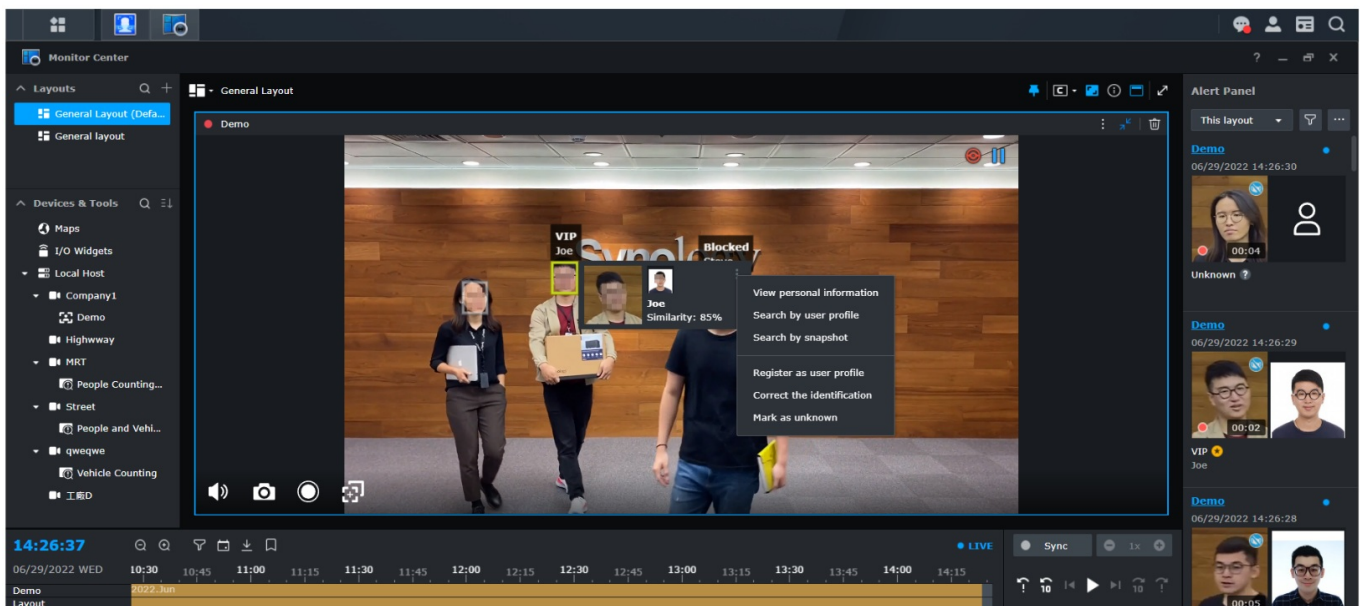 Monitor Center
Layouts
General Layout (Defa...
General layout
Devices & Tools
Maps
I/O Widgets
Local Host
Company1
Demo
Highwway
MRT
People Counting...
Street
People and Vehi...
qweqwe
Vehicle Counting
工廠D
General Layout
Demo
Synology
VIP
Joe
Blocked
Joe
Similarity: 85%
View personal information
Search by user profile
Search by snapshot
Register as user profile
Correct the identification
Mark as unknown
Alert Panel
This layout
Demo
06/29/2022 14:26:30
00:04
Unknown ?
Demo
06/29/2022 14:26:29
00:02
VIP
Joe
Demo
06/29/2022 14:26:28
00:05
14:26:37
LIVE
Sync
1x
06/29/2022 WED
10:30 10:45 11:00 11:15 11:30 11:45 12:00 12:15 12:30 12:45 13:00 13:15 13:30 13:45 14:00 14:15
10
10
Demo
2022.Jun
Layout